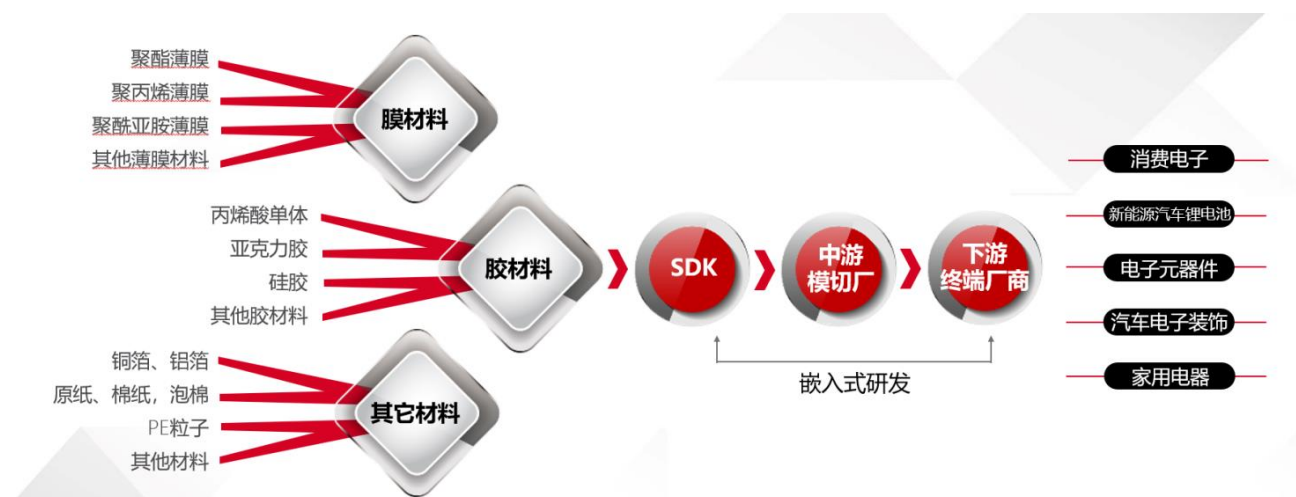 聚酯薄膜
聚丙烯薄膜
聚酰亚胺薄膜
其他薄膜材料
膜材料
丙烯酸单体
亚克力胶
硅胶
其他胶材料
胶材料
铜箔、铝箔
原纸、棉纸，泡棉
PE粒子
其他材料
其它材料
SDK
中游
模切厂
下游
终端厂商
嵌入式研发
消费电子
新能源汽车锂电池
电子元器件
汽车电子装饰
家用电器